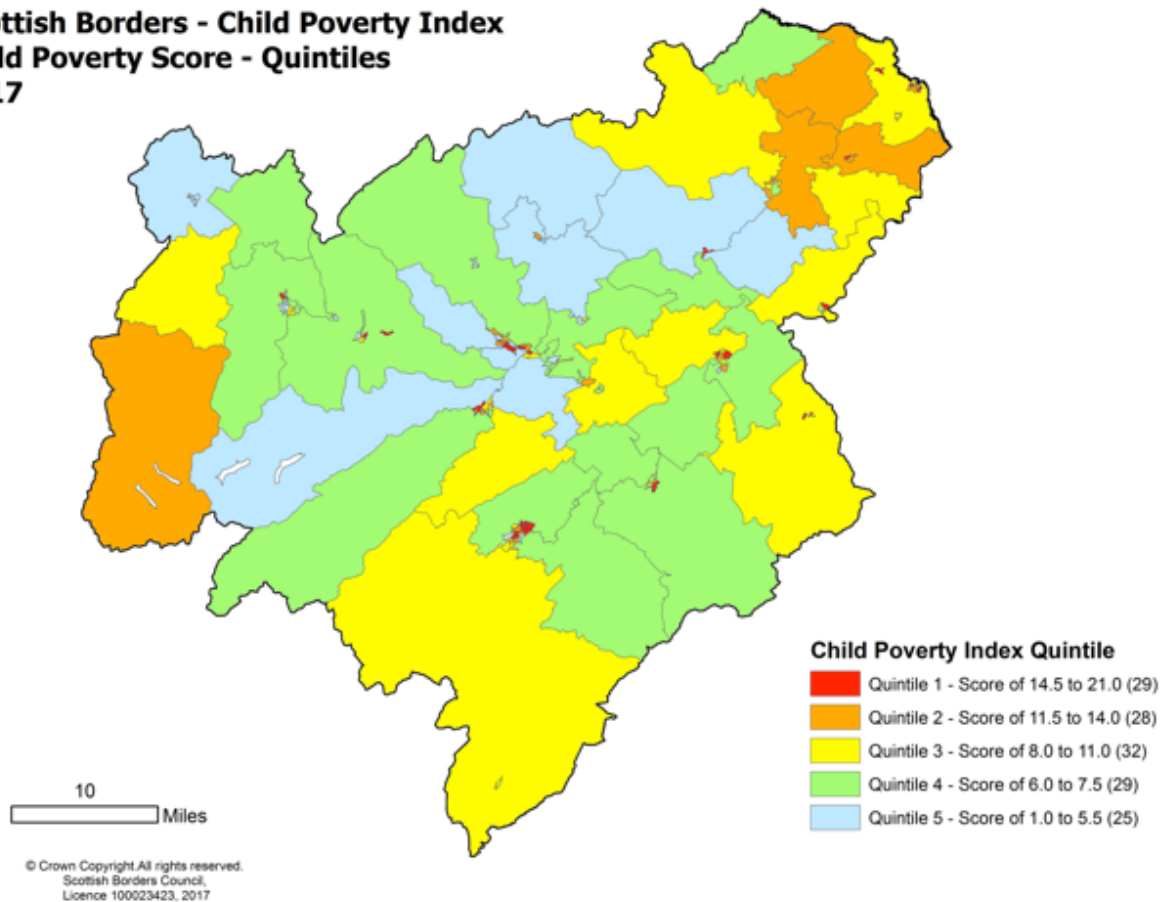 ttish Borders - Child Poverty Index
ld Poverty Score - Quintiles
17
Child Poverty Index Quintile
Quintile 1 - Score of 14.5 to 21.0 (29)
Quintile 2 - Score of 11.5 to 14.0 (28)
Quintile 3 - Score of 8.0 to 11.0 (32)
Quintile 4 - Score of 6.0 to 7.5 (29)
Quintile 5 - Score of 1.0 to 5.5 (25)
10
Miles
© Crown Copyright.All rights reserved.
Scottish Borders Council,
Licence 100023423, 2017